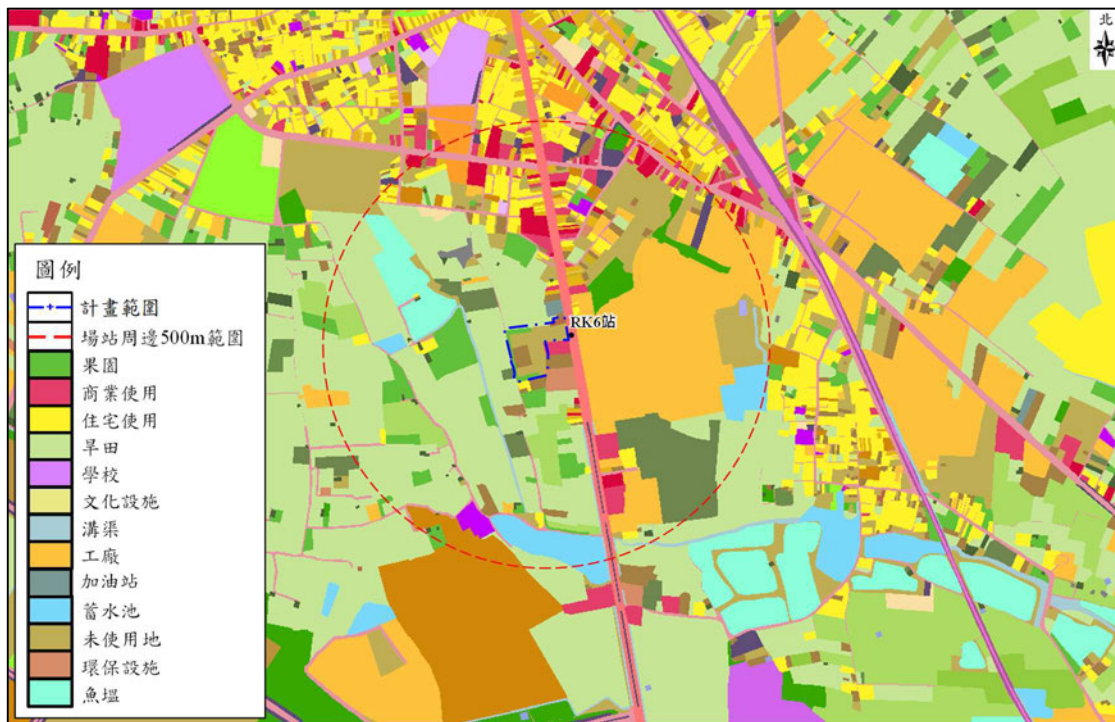 北
RK6站
圖例
計畫範圍
場站周邊500m範圍
果園
商業使用
住宅使用
旱田
學校
文化設施
溝渠
工廠
加油站
蓄水池
未使用地
環保設施
魚塭